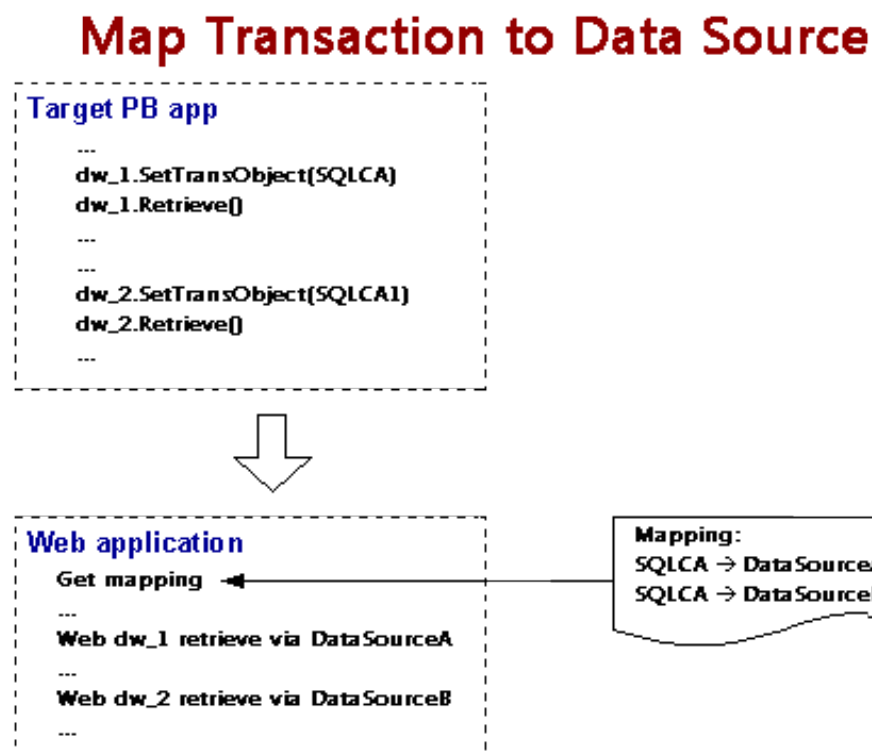 Map Transaction to Data Source
Target PB app
...
dw_1.SetTransObject(SQLCA)
dw_1.Retrieve()
...
...
dw_2.SetTransObject(SQLCA1)
dw_2.Retrieve()
...
Web application
Get mapping
...
Web dw_1 retrieve via DataSourceA
...
Web dw_2 retrieve via DataSourceB
...
Mapping:
SQLCA → DataSource
SQLCA → DataSource